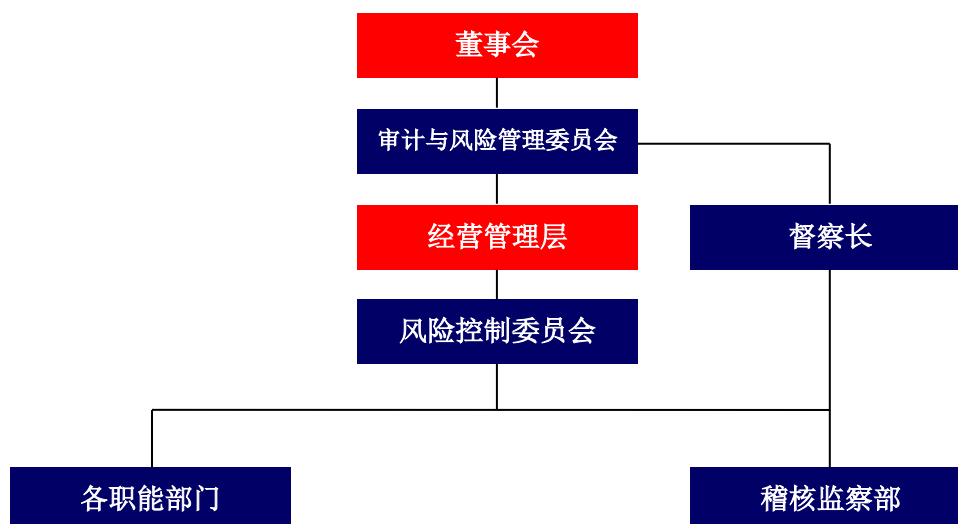 董事会
审计与风险管理委员会
经营管理层
督察长
风险控制委员会
各职能部门
稽核监察部